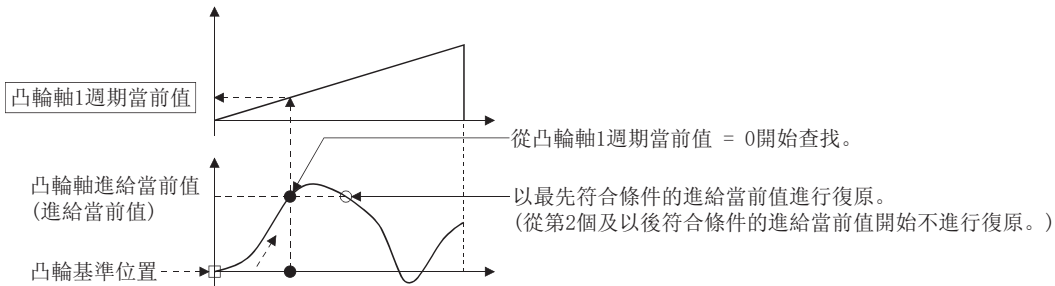 凸輪軸1週期當前值
從凸輪軸1週期當前值 = 0開始查找。
凸輪軸進給當前值
(進給當前值)
以最先符合條件的進給當前值進行復原。
(從第2個及以後符合條件的進給當前值開始不進行復原。)
凸輪基準位置